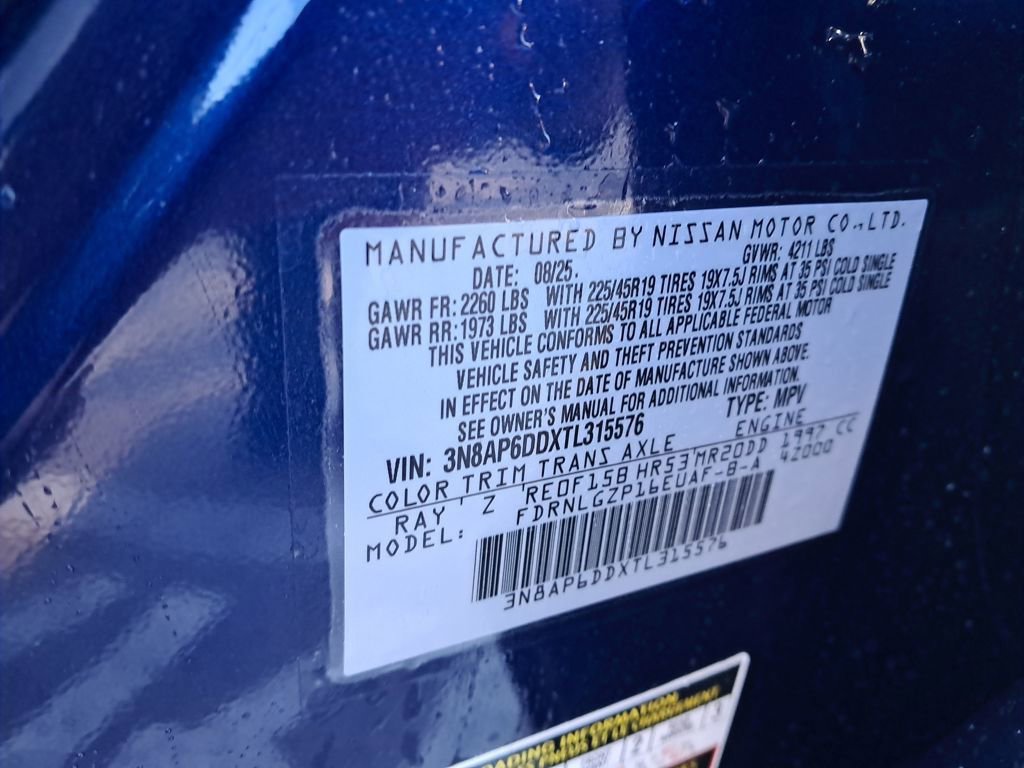 MANUFACTURED BY NISSAN MOTOR CO., LTD.
DATE: 08/25. GVWR: 4211 LBS
GAWR FR: 2260 LBS WITH 225/45R19 TIRES 19X7.5J RIMS AT 35 PSI COLD SINGLE
GAWR RR: 1973 LBS WITH 225/45R19 TIRES 19X7.5J RIMS AT 35 PSI COLD SINGLE
THIS VEHICLE CONFORMS TO ALL APPLICABLE FEDERAL MOTOR
VEHICLE SAFETY AND THEFT PREVENTION STANDARDS
IN EFFECT ON THE DATE OF MANUFACTURE SHOWN ABOVE.
SEE OWNER'S MANUAL FOR ADDITIONAL INFORMATION.
VIN: 3N8AP6DDXTL315576 TYPE: MPV
COLOR TRIM TRANS AXLE ENGINE
RAY Z RE0F15B HR53 MR20DD 1997 CC
MODEL: FDRNLGZP16EUAF-B-A 42000
3N8AP6DDXTL315576
LOADING INFORMATION